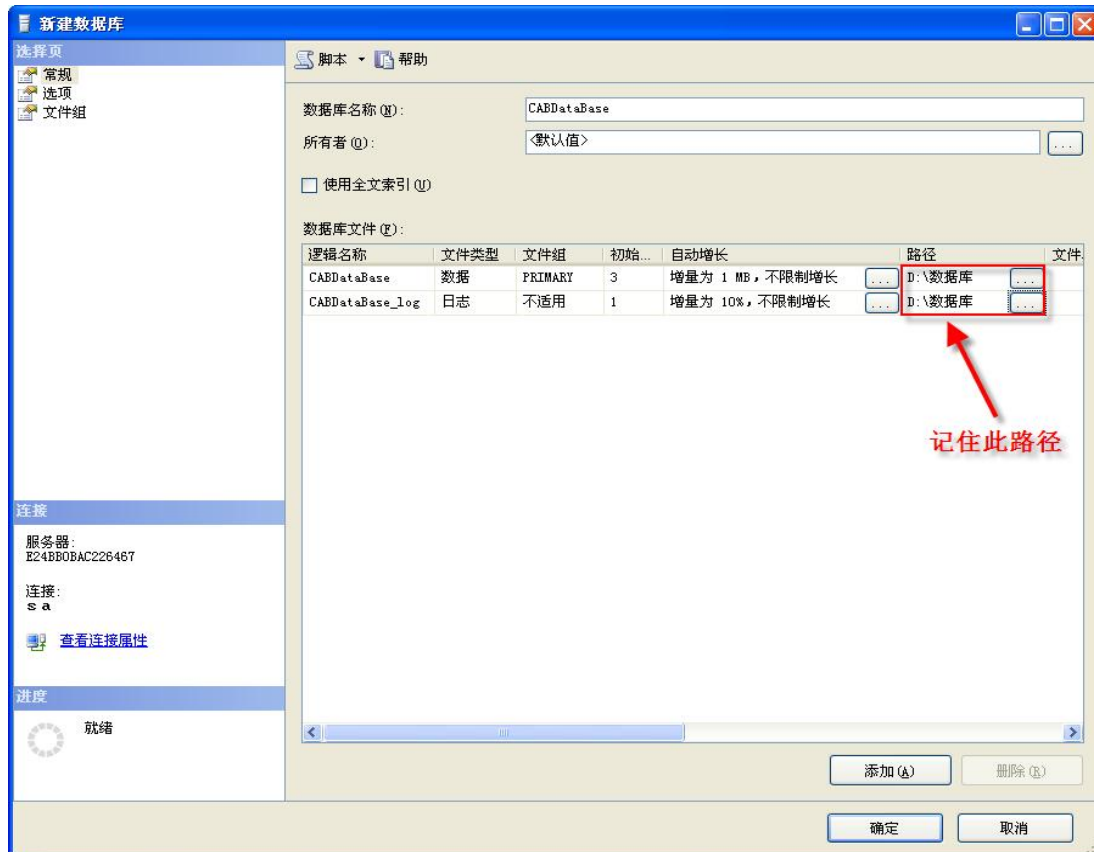 新建数据库
选择页
常规
选项
文件组
脚本 帮助
数据库名称(N): CABDataBase
所有者(O): <默认值> ...
使用全文索引(U)
数据库文件(F):
逻辑名称 文件类型 文件组 初始... 自动增长 路径 文件
CABDataBase 数据 PRIMARY 3 增量为 1 MB，不限制增长 ... D:\数据库 ...
CABDataBase_log 日志 不适用 1 增量为 10%，不限制增长 ... D:\数据库 ...
记住此路径
连接
服务器:
E24BB0BAC226467
连接:
sa
查看连接属性
进度
就绪
添加(A) 删除(R)
确定 取消